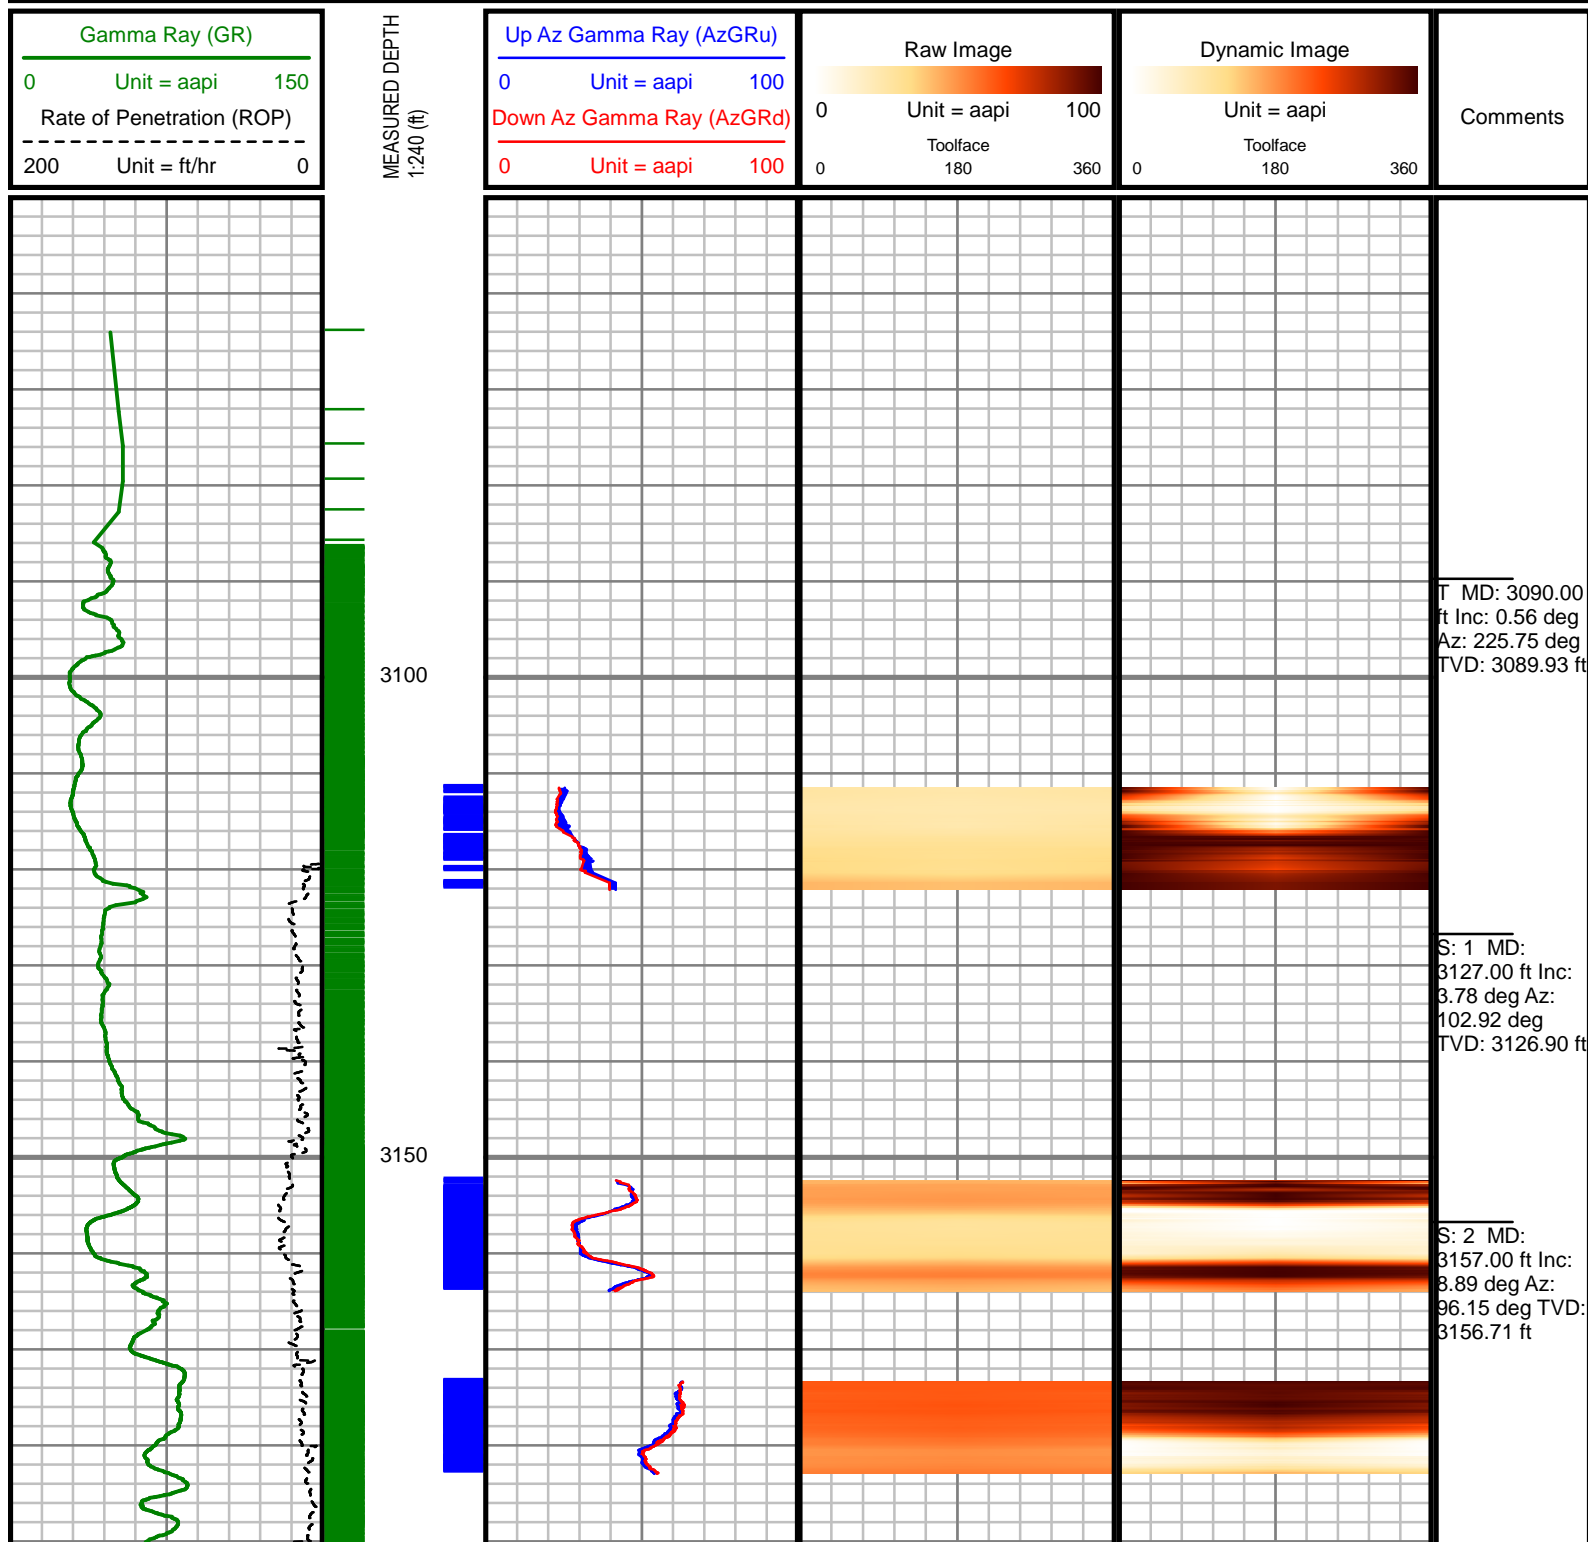 Gamma Ray (GR)
0 Unit = aapi 150
Rate of Penetration (ROP)
200 Unit = ft/hr 0
MEASURED DEPTH
1:240 (ft)
Up Az Gamma Ray (AzGRu)
0 Unit = aapi 100
Down Az Gamma Ray (AzGRd)
0 Unit = aapi 100
Raw Image
0 Unit = aapi 100
Toolface
0 180 360
Dynamic Image
Unit = aapi
Toolface
0 180 360
Comments
3100
3150
T MD: 3090.00
ft Inc: 0.56 deg
Az: 225.75 deg
TVD: 3089.93 ft
S: 1 MD:
3127.00 ft Inc:
3.78 deg Az:
102.92 deg
TVD: 3126.90 ft
S: 2 MD:
3157.00 ft Inc:
8.89 deg Az:
96.15 deg TVD:
3156.71 ft